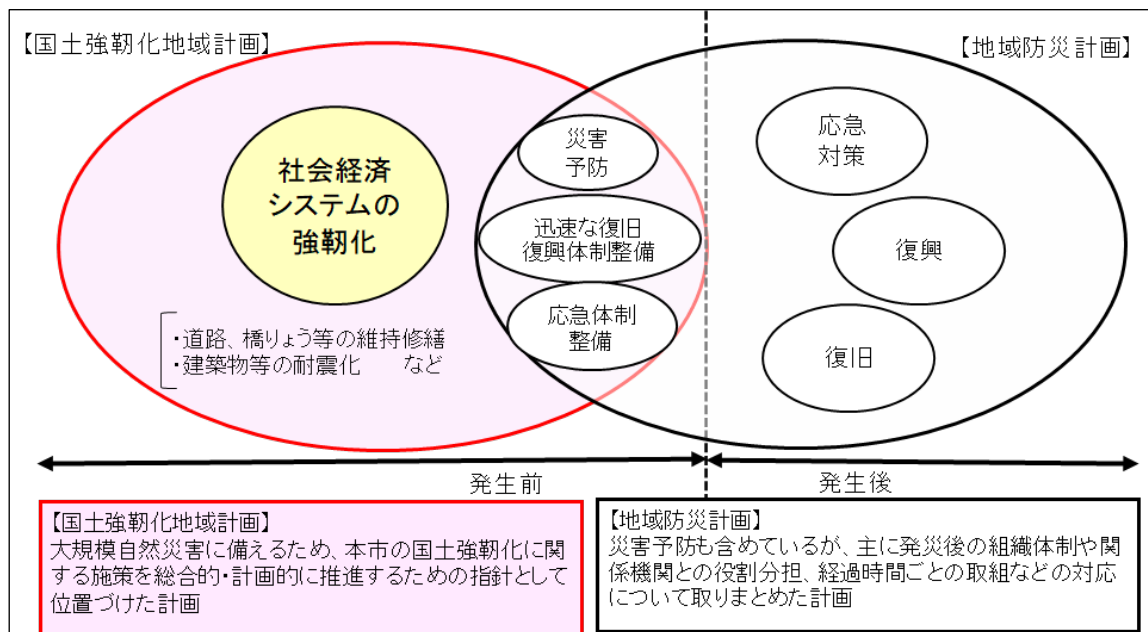 【国土強靭化地域計画】
【地域防災計画】
社会経済
システムの
強靭化
・道路、橋りょう等の維持修繕
・建築物等の耐震化　　など
災害
予防
迅速な復旧
復興体制整備
応急体制
整備
応急
対策
復興
復旧
発生前
発生後
【国土強靭化地域計画】
大規模自然災害に備えるため、本市の国土強靭化に関
する施策を総合的・計画的に推進するための指針として
位置づけた計画
【地域防災計画】
災害予防も含めているが、主に発災後の組織体制や関
係機関との役割分担、経過時間ごとの取組などの対応
について取りまとめた計画